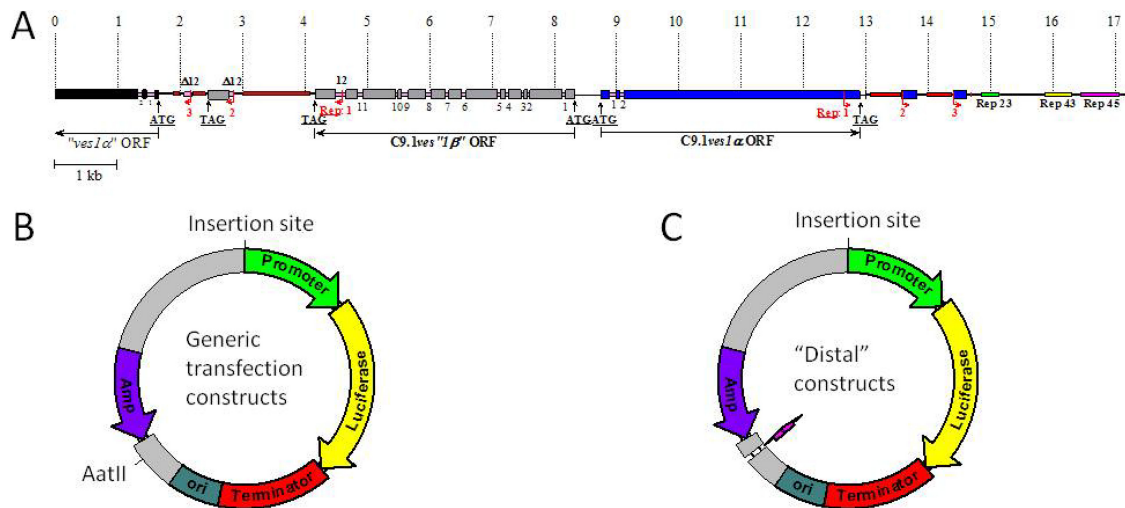 A
0 1 2 3 4 5 6 7 8 9 10 11 12 13 14 15 16 17
Δ12 Δ12 12
2 1 3 2 Rep: 1 11 10 9 8 7 6 5 4 3 2 1 1 2 Rep: 1 2 3 Rep 23 Rep 43 Rep 45
ATG TAG TAG ATG ATG TAG
"ves1α" ORF C9.1ves"1β" ORF C9.1ves1α ORF
1 kb
B
Insertion site
Promoter
Luciferase
Terminator
ori
AatII
Amp
Generic
transfection
constructs
C
Insertion site
Promoter
Luciferase
Terminator
ori
Amp
"Distal"
constructs